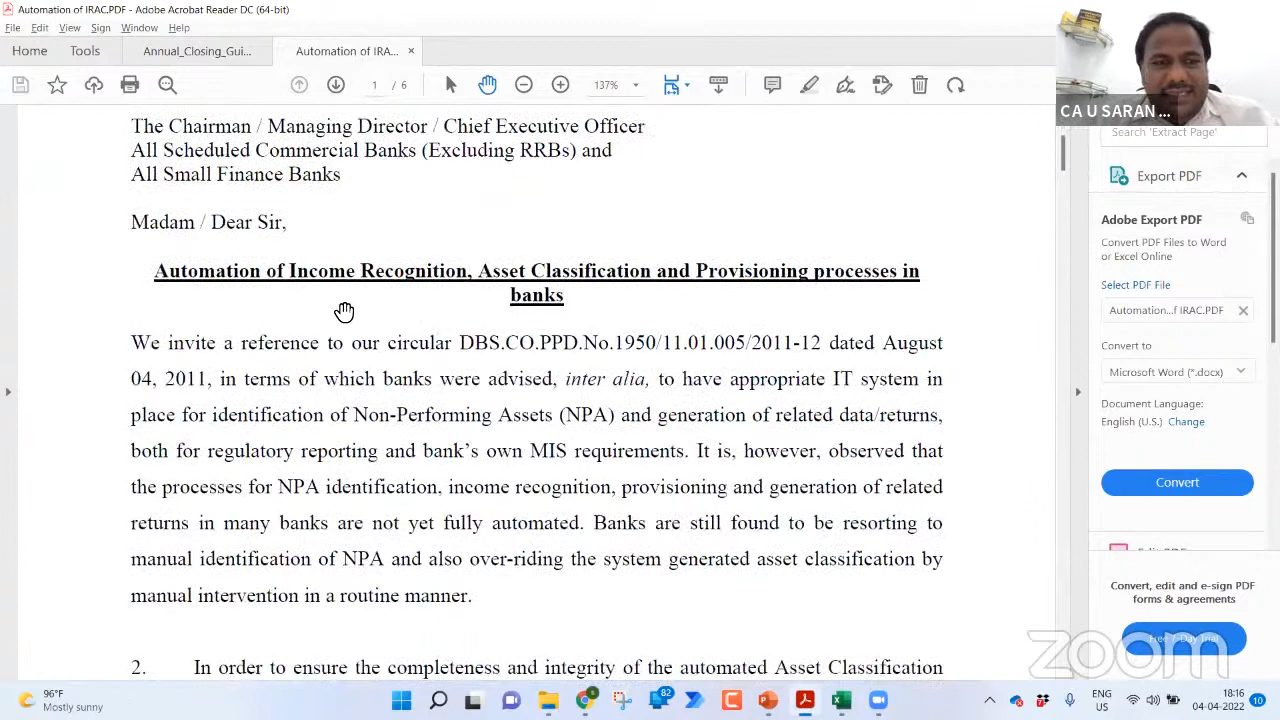 Automation of IRAC.PDF - Adobe Acrobat Reader DC (64-bit)
File Edit View Sign Window Help
Home Tools Annual_Closing_Gui... Automation of IRA... ×
1 / 6 137%
CA U SARAN ...
The Chairman / Managing Director / Chief Executive Officer
All Scheduled Commercial Banks (Excluding RRBs) and
All Small Finance Banks
Madam / Dear Sir,
Automation of Income Recognition, Asset Classification and Provisioning processes in
banks
We invite a reference to our circular DBS.CO.PPD.No.1950/11.01.005/2011-12 dated August
04, 2011, in terms of which banks were advised, inter alia, to have appropriate IT system in
place for identification of Non-Performing Assets (NPA) and generation of related data/returns,
both for regulatory reporting and bank's own MIS requirements. It is, however, observed that
the processes for NPA identification, income recognition, provisioning and generation of related
returns in many banks are not yet fully automated. Banks are still found to be resorting to
manual identification of NPA and also over-riding the system generated asset classification by
manual intervention in a routine manner.
2. In order to ensure the completeness and integrity of the automated Asset Classification
Search 'Extract Page'
Export PDF
Adobe Export PDF
Convert PDF Files to Word
or Excel Online
Select PDF File
Automation...f IRAC.PDF
Convert to
Microsoft Word (*.docx)
Document Language:
English (U.S.) Change
Convert
Convert, edit and e-sign PDF
forms & agreements
Free 7-Day Trial
zoom
96°F
Mostly sunny
82
ENG
US
18:16
04-04-2022
10